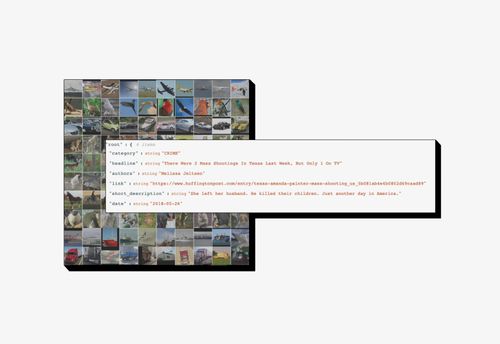 "root" : { 6 items
"category" : string "CRIME"
"headline" : string "There Were 2 Mass Shootings In Texas Last Week, But Only 1 On TV"
"authors" : string "Melissa Jeltsen"
"link" : string "https://www.huffingtonpost.com/entry/texas-amanda-painter-mass-shooting_us_5b081ab4e4b0802d69caad89"
"short_description" : string "She left her husband. He killed their children. Just another day in America."
"date" : string "2018-05-26"